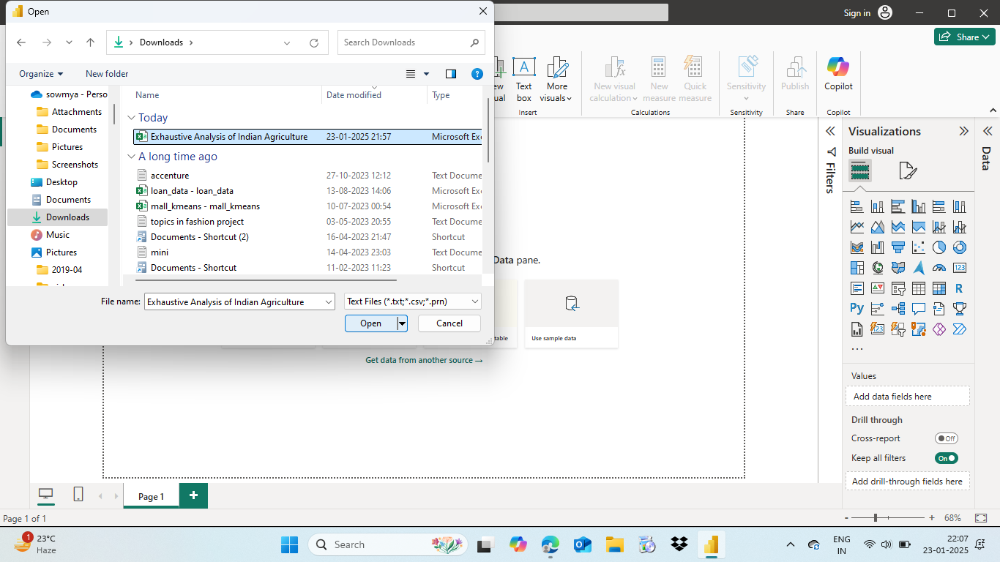 Open
Sign in
Downloads
Search Downloads
Share
Organize
New folder
sowmya - Perso
Attachments
Documents
Pictures
Screenshots
Desktop
Documents
Downloads
Music
Pictures
2019-04
Name
Date modified
Type
Today
Exhaustive Analysis of Indian Agriculture 23-01-2025 21:57 Microsoft Exc
A long time ago
accenture 27-10-2023 12:12 Text Docume
loan_data - loan_data 13-08-2023 14:06 Microsoft Exc
mall_kmeans - mall_kmeans 10-07-2023 00:54 Microsoft Exc
topics in fashion project 03-05-2023 20:55 Text Docume
Documents - Shortcut (2) 16-04-2023 21:47 Shortcut
mini 14-04-2023 23:03 Text Docume
Documents - Shortcut 11-02-2023 11:23 Shortcut
File name:
Exhaustive Analysis of Indian Agriculture
Text Files (*.txt;*.csv;*.prn)
Open
Cancel
Text
box
More
visuals
Insert
New visual
calculation
New
measure
Quick
measure
Calculations
Sensitivity
Sensitivity
Publish
Share
Copilot
Copilot
Data pane.
table
Use sample data
Get data from another source →
Filters
Visualizations
Build visual
R
Py
123
...
Values
Add data fields here
Drill through
Cross-report
Off
Keep all filters
On
Add drill-through fields here
Data
Page 1
Page 1 of 1
- + 68%
1
23°C
Haze
Search
ENG
IN
22:07
23-01-2025